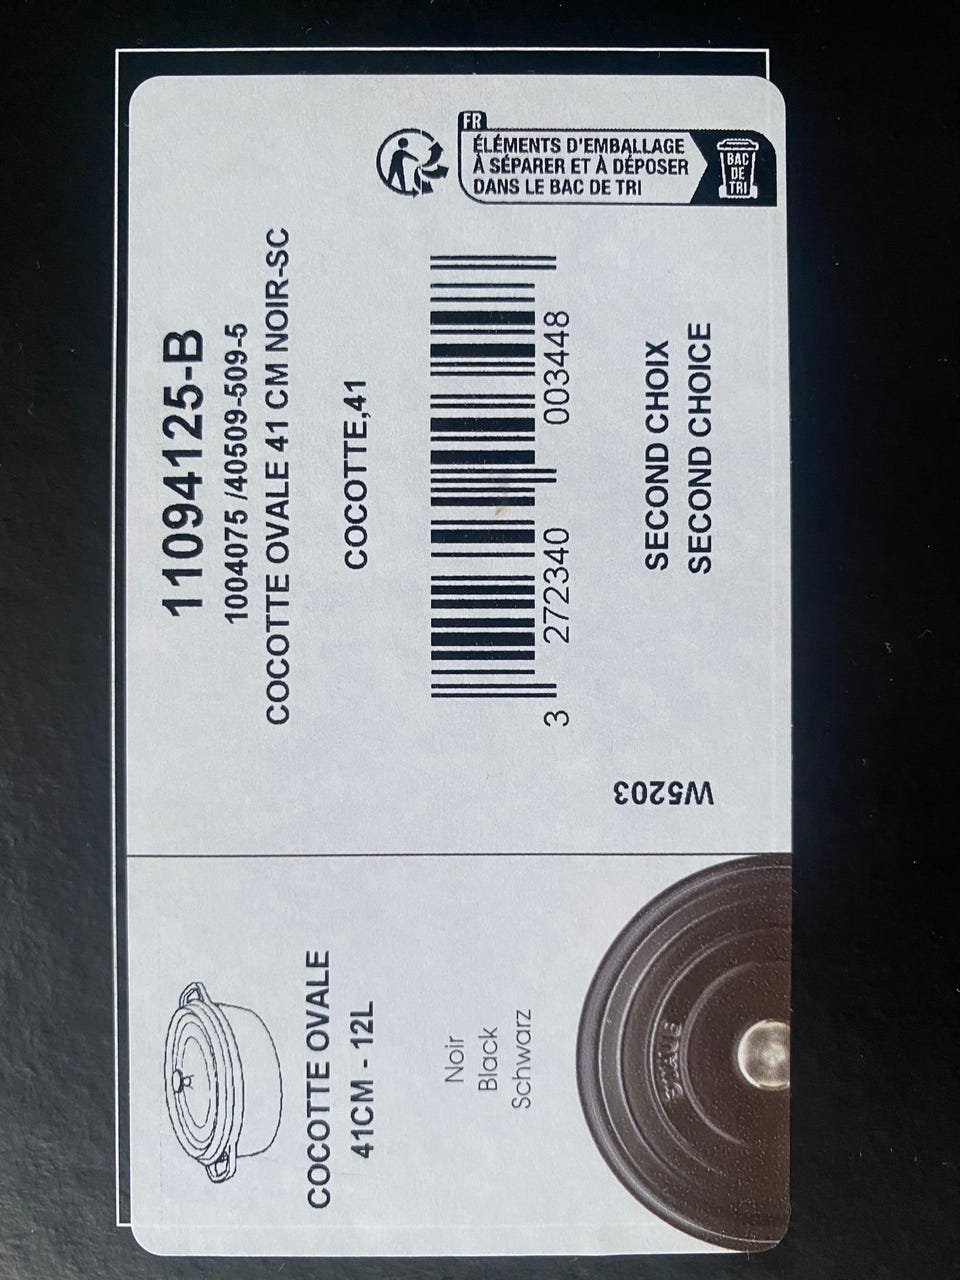 COCOTTE OVALE
41CM - 12L
Noir
Black
Schwarz
STAUB
1104125-B
1004075 /40509-509-5
COCOTTE OVALE 41 CM NOIR-SC
COCOTTE,41
3 272340 003448
SECOND CHOIX
SECOND CHOICE
W5203
FR
ÉLÉMENTS D'EMBALLAGE
À SÉPARER ET À DÉPOSER
DANS LE BAC DE TRI
BAC
DE
TRI